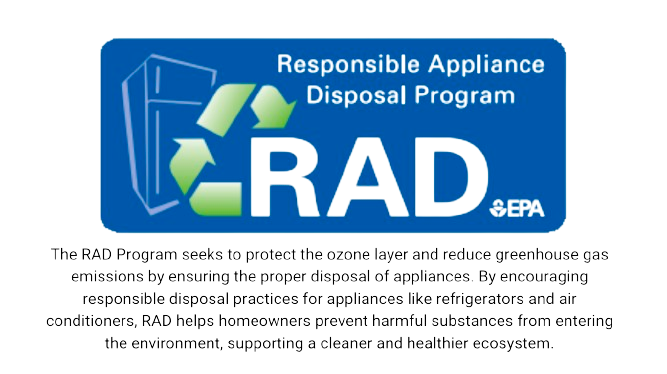 Responsible Appliance
Disposal Program
RAD
EPA
The RAD Program seeks to protect the ozone layer and reduce greenhouse gas
emissions by ensuring the proper disposal of appliances. By encouraging
responsible disposal practices for appliances like refrigerators and air
conditioners, RAD helps homeowners prevent harmful substances from entering
the environment, supporting a cleaner and healthier ecosystem.